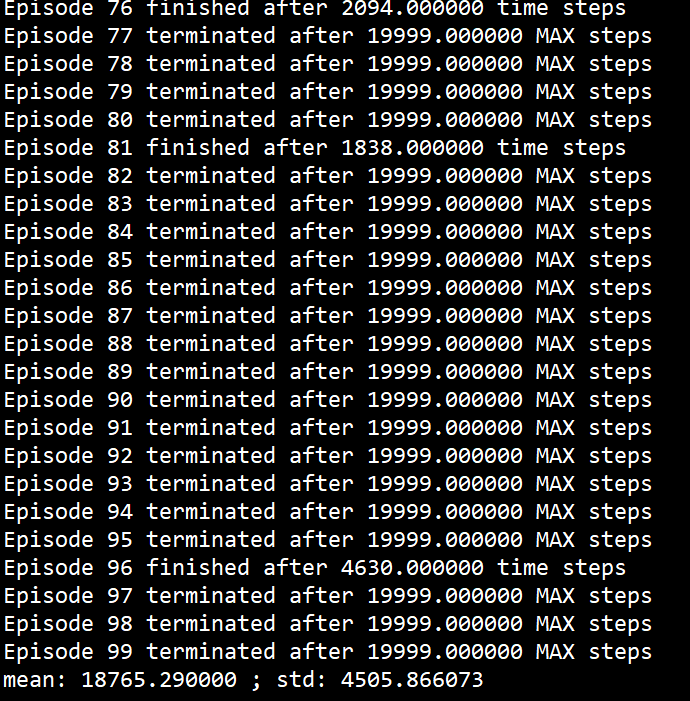 Episode 76 finished after 2094.000000 time steps
Episode 77 terminated after 19999.000000 MAX steps
Episode 78 terminated after 19999.000000 MAX steps
Episode 79 terminated after 19999.000000 MAX steps
Episode 80 terminated after 19999.000000 MAX steps
Episode 81 finished after 1838.000000 time steps
Episode 82 terminated after 19999.000000 MAX steps
Episode 83 terminated after 19999.000000 MAX steps
Episode 84 terminated after 19999.000000 MAX steps
Episode 85 terminated after 19999.000000 MAX steps
Episode 86 terminated after 19999.000000 MAX steps
Episode 87 terminated after 19999.000000 MAX steps
Episode 88 terminated after 19999.000000 MAX steps
Episode 89 terminated after 19999.000000 MAX steps
Episode 90 terminated after 19999.000000 MAX steps
Episode 91 terminated after 19999.000000 MAX steps
Episode 92 terminated after 19999.000000 MAX steps
Episode 93 terminated after 19999.000000 MAX steps
Episode 94 terminated after 19999.000000 MAX steps
Episode 95 terminated after 19999.000000 MAX steps
Episode 96 finished after 4630.000000 time steps
Episode 97 terminated after 19999.000000 MAX steps
Episode 98 terminated after 19999.000000 MAX steps
Episode 99 terminated after 19999.000000 MAX steps
mean: 18765.290000 ; std: 4505.866073